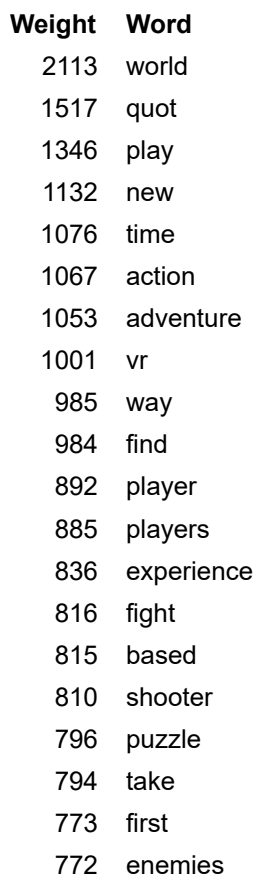 Weight Word
2113 world
1517 quot
1346 play
1132 new
1076 time
1067 action
1053 adventure
1001 vr
985 way
984 find
892 player
885 players
836 experience
816 fight
815 based
810 shooter
796 puzzle
794 take
773 first
772 enemies